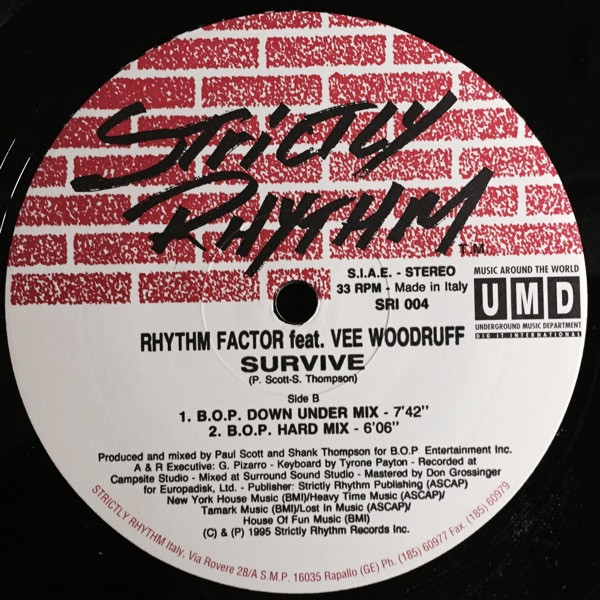 STRICTLY
RHYTHM
T.M.
S.I.A.E. - STEREO
33 RPM - Made in Italy
SRI 004
MUSIC AROUND THE WORLD
UMD
UNDERGROUND MUSIC DEPARTMENT
DIG IT INTERNATIONAL
RHYTHM FACTOR feat. VEE WOODRUFF
SURVIVE
(P. Scott-S. Thompson)
Side B
1. B.O.P. DOWN UNDER MIX - 7'42"
2. B.O.P. HARD MIX - 6'06"
Produced and mixed by Paul Scott and Shank Thompson for B.O.P Entertainment Inc.
A & R Executive: G. Pizarro - Keyboard by Tyrone Payton - Recorded at
Campsite Studio - Mixed at Surround Sound Studio - Mastered by Don Grossinger
for Europadisk, Ltd. - Publisher: Strictly Rhythm Publishing (ASCAP)
New York House Music (BMI)/Heavy Time Music (ASCAP)/
Tamark Music (BMI)/Lost In Music (ASCAP)/
House Of Fun Music (BMI)
(C) & (P) 1995 Strictly Rhythm Records Inc.
STRICTLY RHYTHM Italy, Via Rovere 28/A S.M.P. 16035 Rapallo (GE) Ph. (185) 60977 Fax. (185) 60979